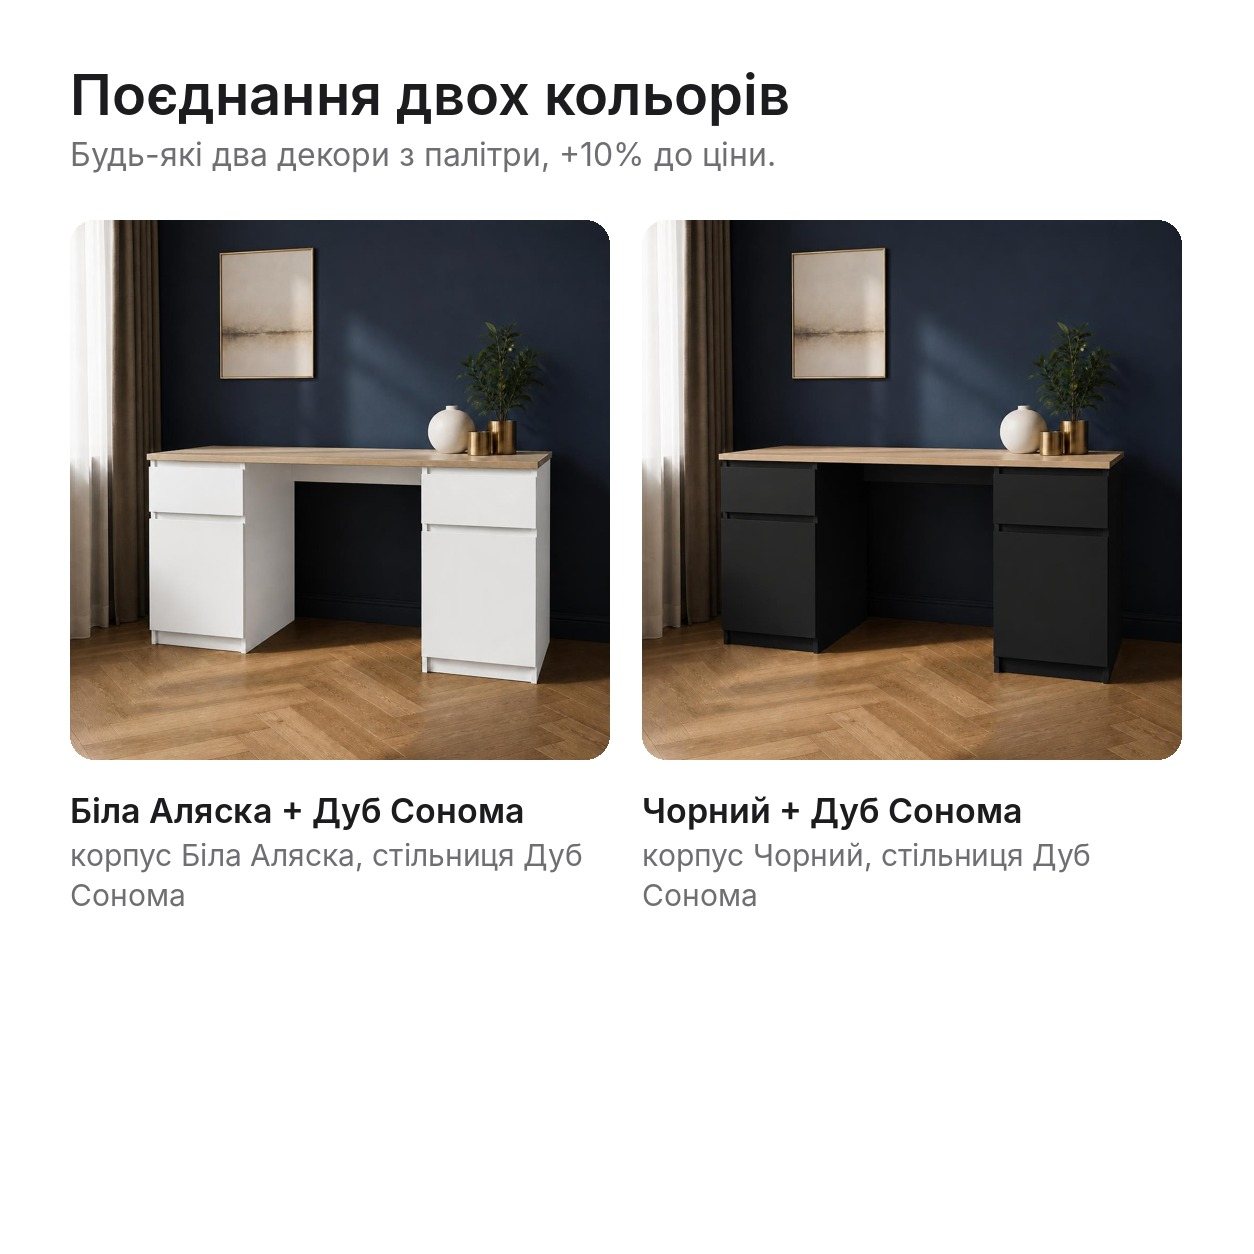 Поєднання двох кольорів
Будь-які два декори з палітри, +10% до ціни.
Біла Аляска + Дуб Сонома
корпус Біла Аляска, стільниця Дуб
Сонома
Чорний + Дуб Сонома
корпус Чорний, стільниця Дуб
Сонома